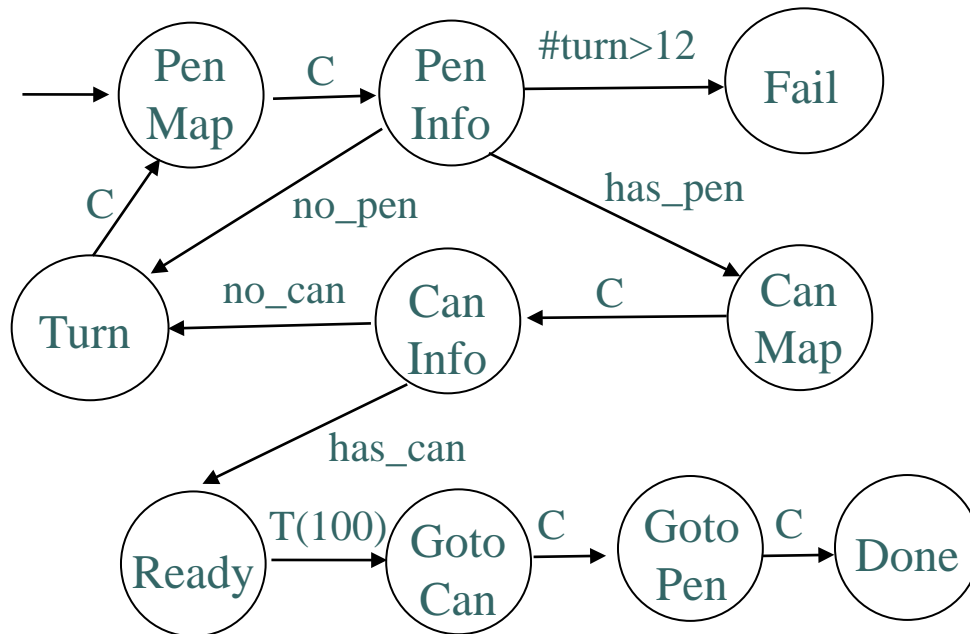 Pen
Map
C
Pen
Info
#turn>12
Fail
C
no_pen
has_pen
Turn
no_can
Can
Info
C
Can
Map
has_can
Ready
T(100)
Goto
Can
C
Goto
Pen
C
Done